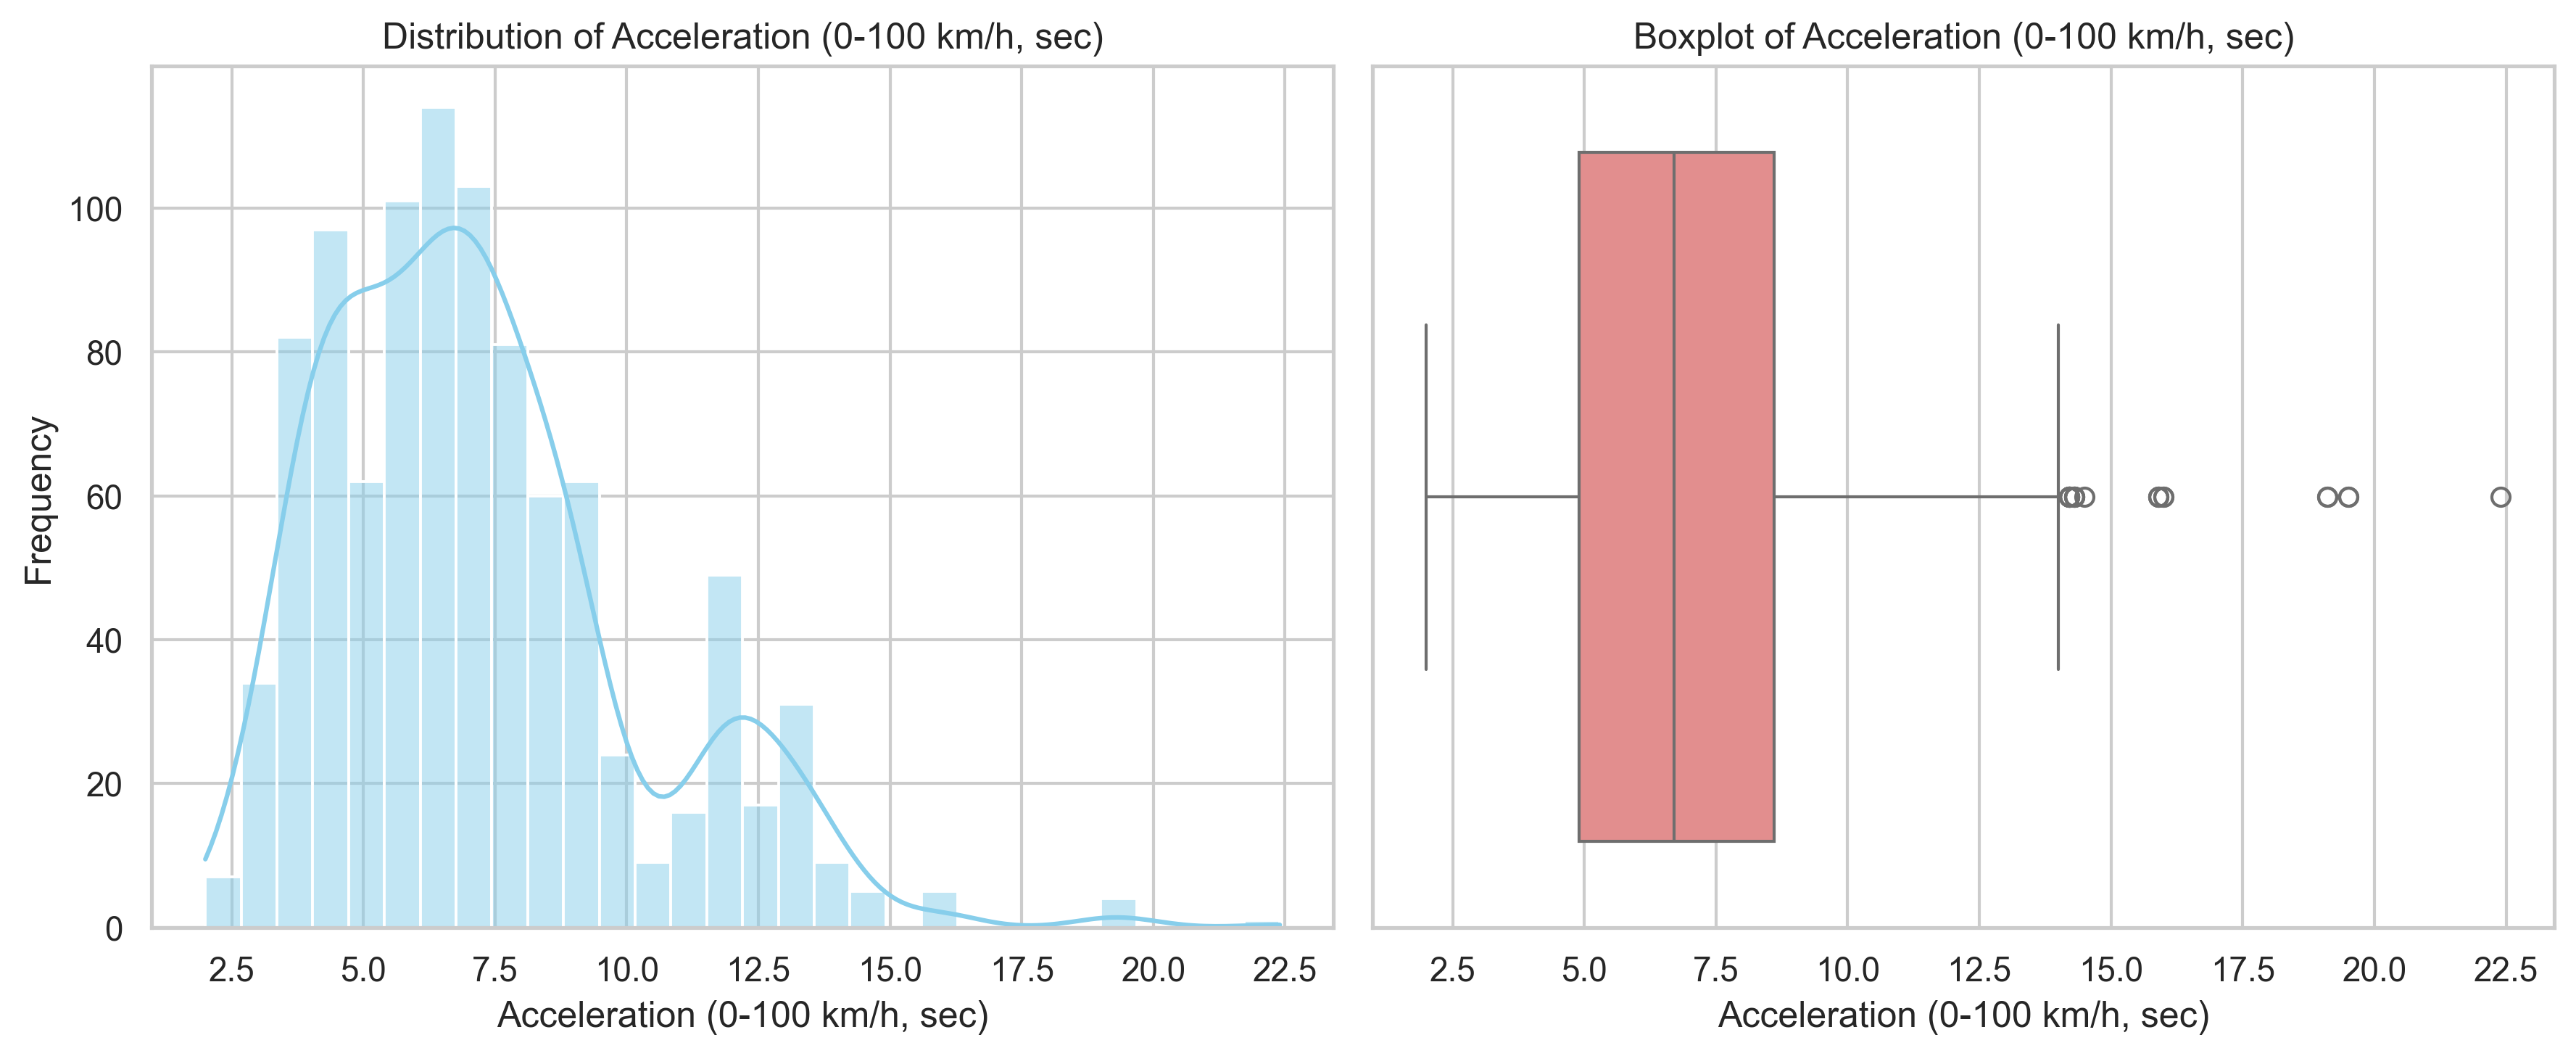 Distribution of Acceleration (0-100 km/h, sec)
Frequency
100
80
60
40
20
0
2.5 5.0 7.5 10.0 12.5 15.0 17.5 20.0 22.5
Acceleration (0-100 km/h, sec)
Boxplot of Acceleration (0-100 km/h, sec)
2.5 5.0 7.5 10.0 12.5 15.0 17.5 20.0 22.5
Acceleration (0-100 km/h, sec)